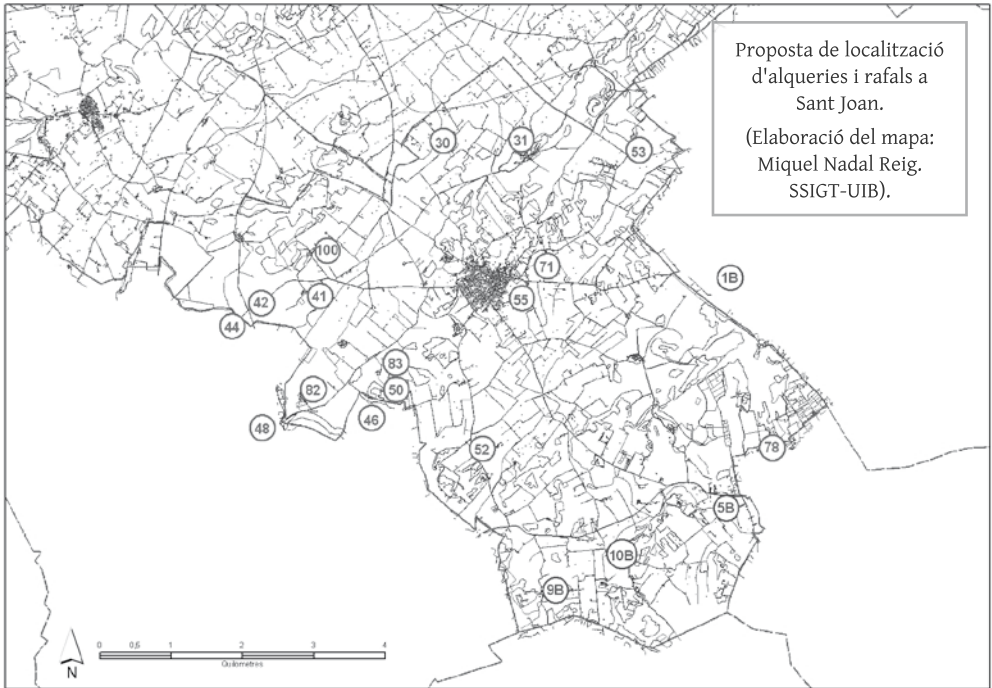 Proposta de localització
d'alqueries i rafals a
Sant Joan.
(Elaboració del mapa:
Miquel Nadal Reig.
SSIGT-UIB).
30
31
53
100
71
1B
42
41
55
44
83
82
50
46
48
52
78
5B
10B
9B
0 0,5 1 2 3 4
Quilometres
N